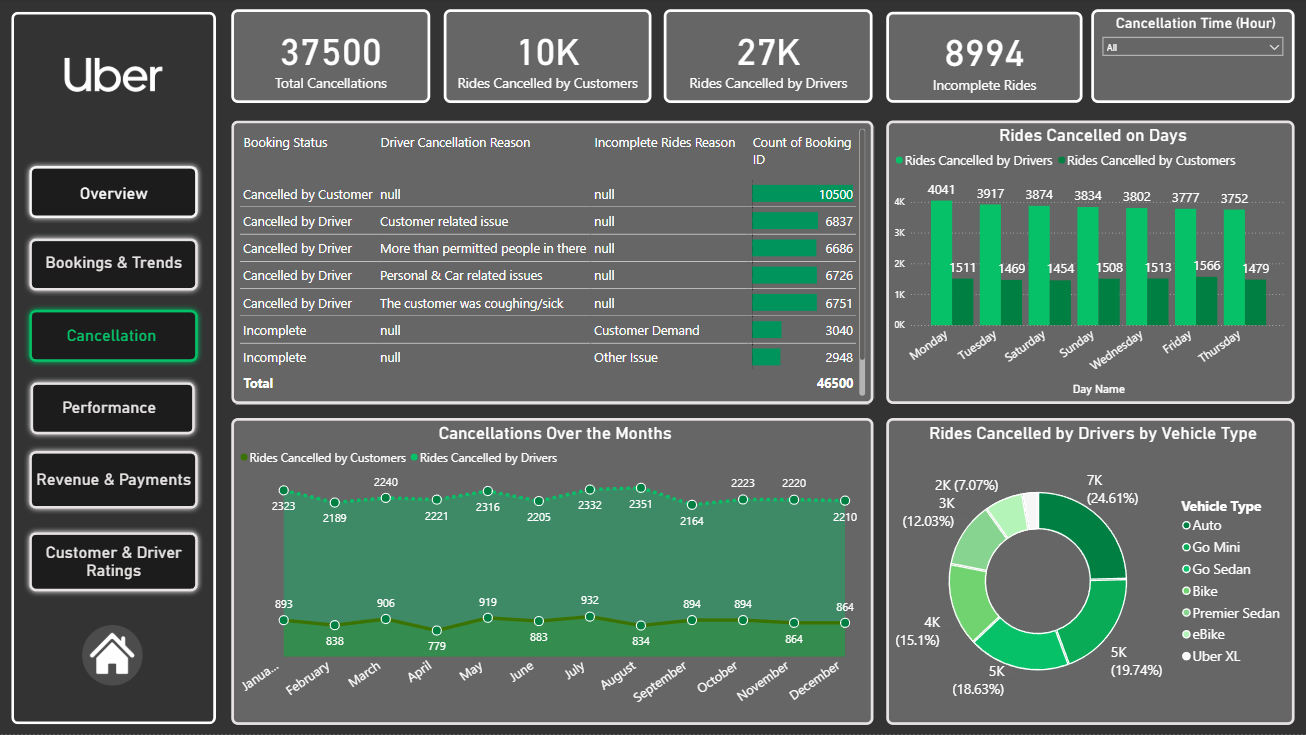 Uber
Overview
Bookings & Trends
Cancellation
Performance
Revenue & Payments
Customer & Driver
Ratings
37500
Total Cancellations
10K
Rides Cancelled by Customers
27K
Rides Cancelled by Drivers
8994
Incomplete Rides
Cancellation Time (Hour)
All
Booking Status Driver Cancellation Reason Incomplete Rides Reason Count of Booking
ID
Cancelled by Customer null null 10500
Cancelled by Driver Customer related issue null 6837
Cancelled by Driver More than permitted people in there null 6686
Cancelled by Driver Personal & Car related issues null 6726
Cancelled by Driver The customer was coughing/sick null 6751
Incomplete null Customer Demand 3040
Incomplete null Other Issue 2948
Total 46500
Rides Cancelled on Days
Rides Cancelled by Drivers Rides Cancelled by Customers
4041 3917 3874 3834 3802 3777 3752
4K
3K
2K
1511 1469 1454 1508 1513 1566 1479
1K
0K
Monday Tuesday Saturday Sunday Wednesday Friday Thursday
Day Name
Cancellations Over the Months
Rides Cancelled by Customers Rides Cancelled by Drivers
2323 2189 2240 2221 2316 2205 2332 2351 2164 2223 2220 2210
893 838 906 779 919 883 932 834 894 894 864 864
Janua... February March April May June July August September October November December
Rides Cancelled by Drivers by Vehicle Type
7K
(24.61%)
5K
(19.74%)
5K
(18.63%)
4K
(15.1%)
3K
(12.03%)
2K (7.07%)
Vehicle Type
Auto
Go Mini
Go Sedan
Bike
Premier Sedan
eBike
Uber XL